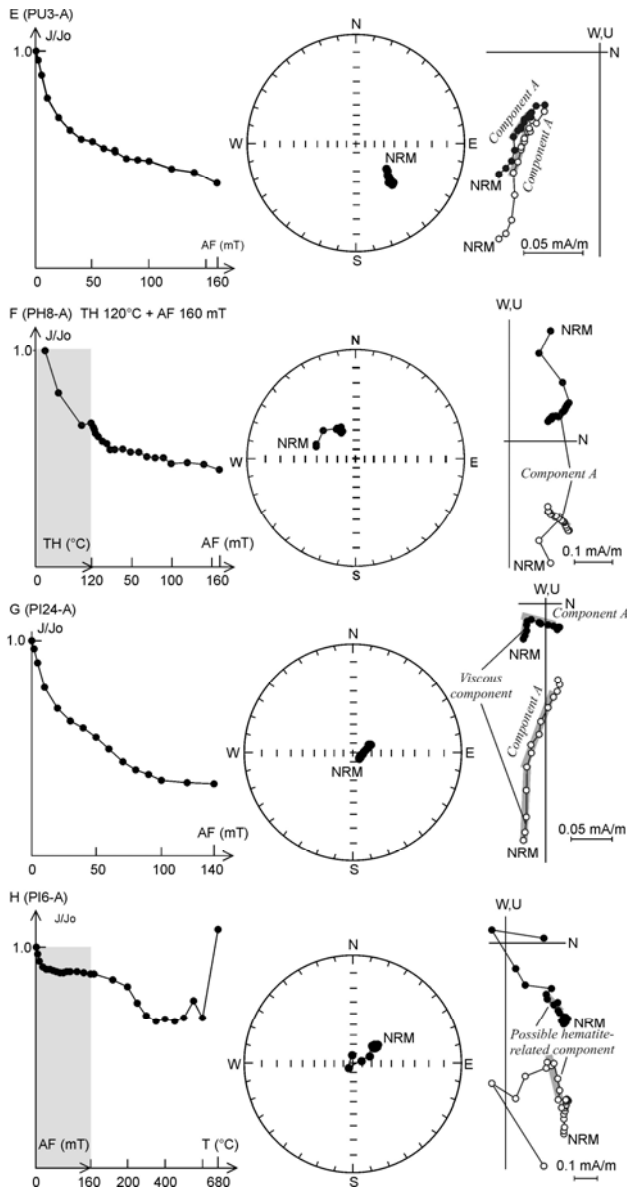 E (PU3-A)
J/Jo
1.0
AF (mT)
0 50 100 160
N
W E
NRM
S
W,U
N
Component A
Component A
NRM
NRM
0.05 mA/m
F (PH8-A) TH 120°C + AF 160 mT
J/Jo
1.0
TH (°C) AF (mT)
0 120 50 100 160
N
NRM
W E
S
W,U
NRM
N
Component A
NRM
0.1 mA/m
G (PI24-A)
J/Jo
1.0
AF (mT)
0 50 100 140
N
W E
NRM
S
W,U
N
Component A
NRM
Viscous
component
Component A
NRM
0.05 mA/m
H (PI6-A)
J/Jo
1.0
AF (mT) T (°C)
0 160 200 400 680
N
NRM
W E
S
W,U
N
NRM
Possible hematite-
related component
NRM
0.1 mA/m